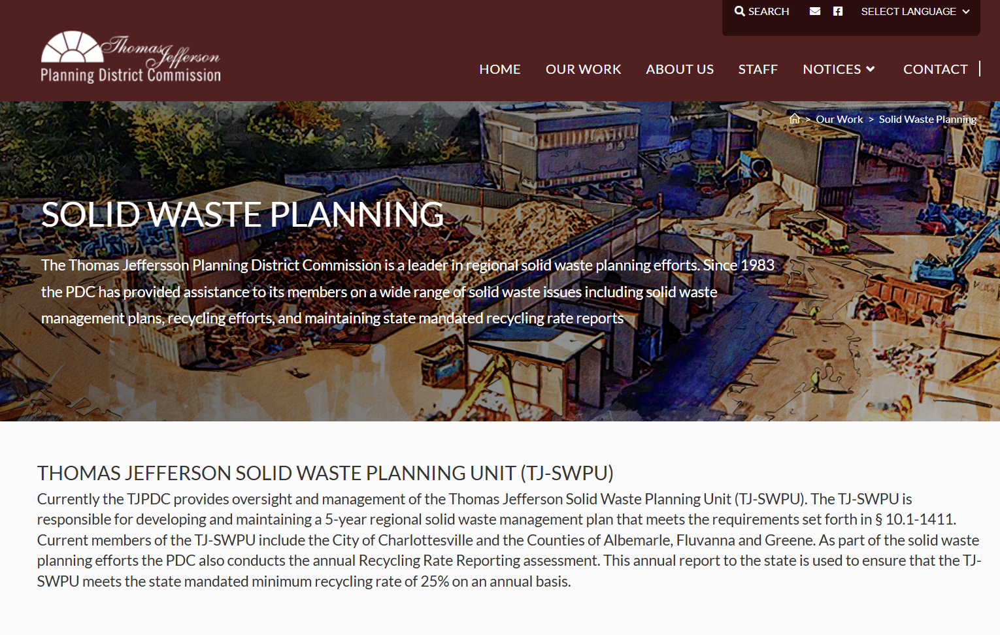 SEARCH
SELECT LANGUAGE
Thomas Jefferson
Planning District Commission
HOME OUR WORK ABOUT US STAFF NOTICES CONTACT
> Our Work > Solid Waste Planning
SOLID WASTE PLANNING
The Thomas Jeffersson Planning District Commission is a leader in regional solid waste planning efforts. Since 1983
the PDC has provided assistance to its members on a wide range of solid waste issues including solid waste
management plans, recycling efforts, and maintaining state mandated recycling rate reports
THOMAS JEFFERSON SOLID WASTE PLANNING UNIT (TJ-SWPU)
Currently the TJPDC provides oversight and management of the Thomas Jefferson Solid Waste Planning Unit (TJ-SWPU). The TJ-SWPU is
responsible for developing and maintaining a 5-year regional solid waste management plan that meets the requirements set forth in § 10.1-1411.
Current members of the TJ-SWPU include the City of Charlottesville and the Counties of Albemarle, Fluvanna and Greene. As part of the solid waste
planning efforts the PDC also conducts the annual Recycling Rate Reporting assessment. This annual report to the state is used to ensure that the TJ-
SWPU meets the state mandated minimum recycling rate of 25% on an annual basis.